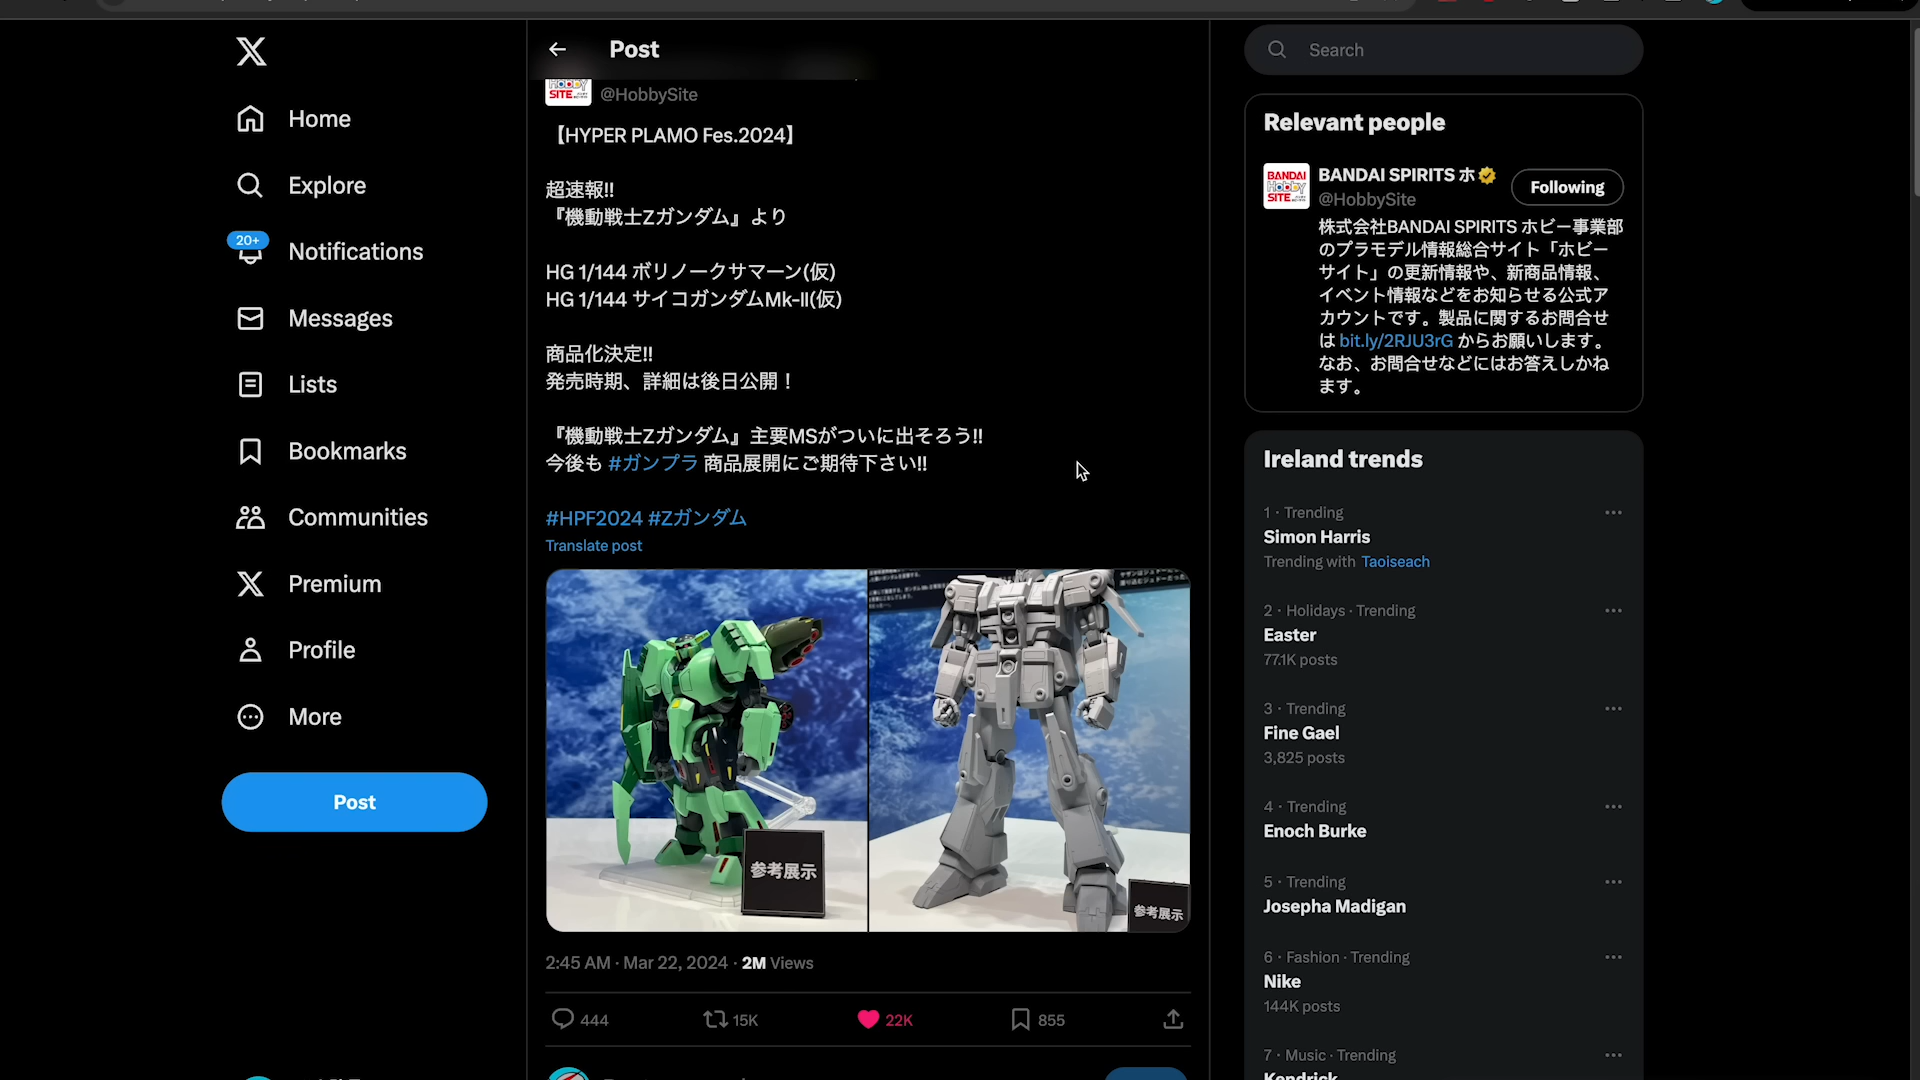 Post
Search
Home
Explore
20+
Notifications
Messages
Lists
Bookmarks
Communities
Premium
Profile
More
Post
Hobby
SITE
@HobbySite
【HYPER PLAMO Fes.2024】
超速報!!
『機動戦士Zガンダム』より
HG 1/144 ボリノークサマーン(仮)
HG 1/144 サイコガンダムMk-II(仮)
商品化決定!!
発売時期、詳細は後日公開！
『機動戦士Zガンダム』主要MSがついに出そろう!!
今後も #ガンプラ 商品展開にご期待下さい!!
#HPF2024 #Zガンダム
Translate post
参考展示
参考展示
2:45 AM · Mar 22, 2024 · 2M Views
444
15K
22K
855
Relevant people
BANDAI
Hobby
SITE
BANDAI SPIRITS ホ
Following
@HobbySite
株式会社BANDAI SPIRITS ホビー事業部
のプラモデル情報総合サイト「ホビー
サイト」の更新情報や、新商品情報、
イベント情報などをお知らせる公式ア
カウントです。製品に関するお問合せ
は bit.ly/2RJU3rG からお願いします。
なお、お問合せなどにはお答えしかね
ます。
Ireland trends
1 · Trending
Simon Harris
Trending with Taoiseach
2 · Holidays · Trending
Easter
77.1K posts
3 · Trending
Fine Gael
3,825 posts
4 · Trending
Enoch Burke
5 · Trending
Josepha Madigan
6 · Fashion · Trending
Nike
144K posts
7 · Music · Trending
Kendrick